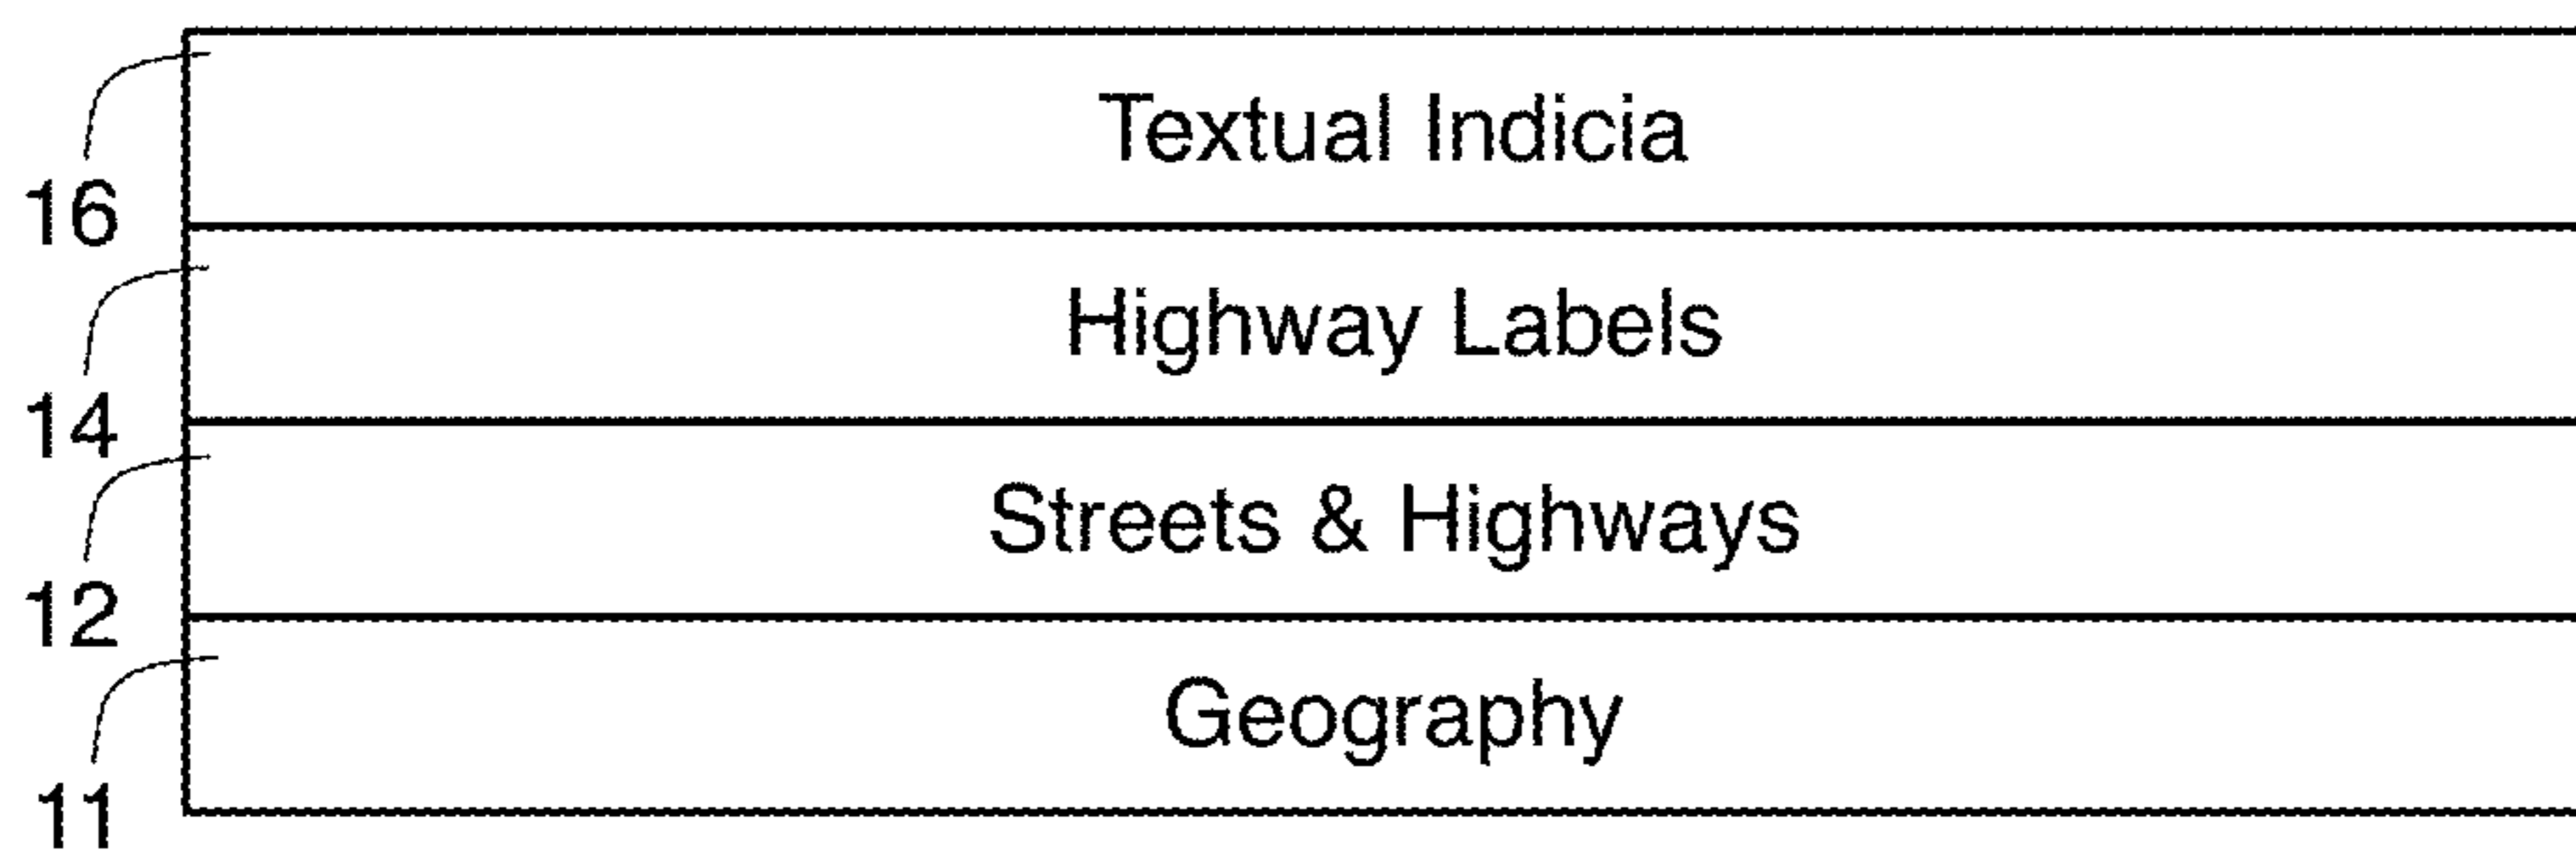 Textual Indicia
16
Highway Labels
14
Streets & Highways
12
Geography
11